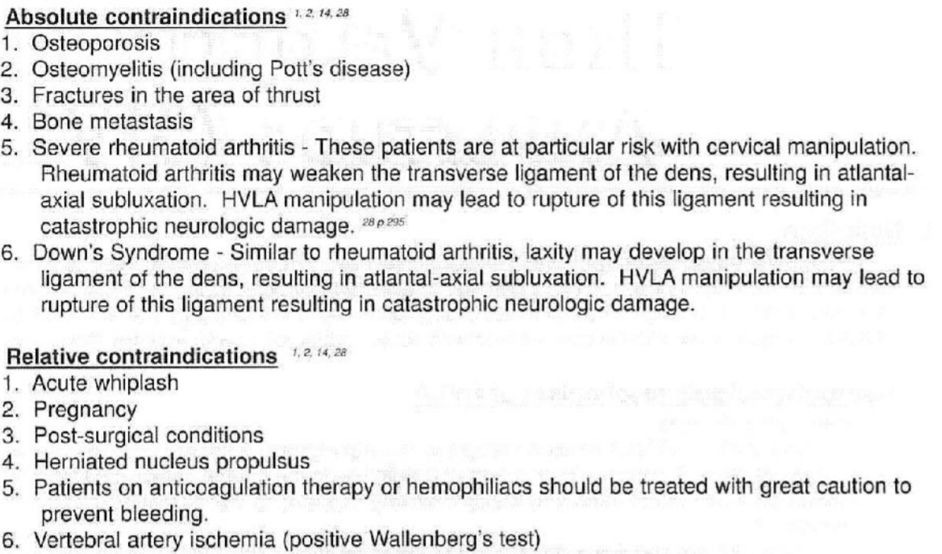 Absolute contraindications 1, 2, 14, 28
1. Osteoporosis
2. Osteomyelitis (including Pott's disease)
3. Fractures in the area of thrust
4. Bone metastasis
5. Severe rheumatoid arthritis - These patients are at particular risk with cervical manipulation.
Rheumatoid arthritis may weaken the transverse ligament of the dens, resulting in atlantal-
axial subluxation. HVLA manipulation may lead to rupture of this ligament resulting in
catastrophic neurologic damage. 28 p 295
6. Down's Syndrome - Similar to rheumatoid arthritis, laxity may develop in the transverse
ligament of the dens, resulting in atlantal-axial subluxation. HVLA manipulation may lead to
rupture of this ligament resulting in catastrophic neurologic damage.
Relative contraindications 1, 2, 14, 28
1. Acute whiplash
2. Pregnancy
3. Post-surgical conditions
4. Herniated nucleus propulsus
5. Patients on anticoagulation therapy or hemophiliacs should be treated with great caution to
prevent bleeding.
6. Vertebral artery ischemia (positive Wallenberg's test)